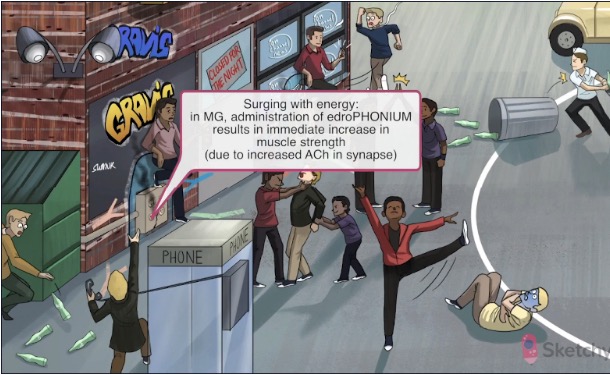 RAVIS
CLOSED FOR
THE NIGHT
GRAVIS
Surging with energy:
in MG, administration of edroPHONIUM
results in immediate increase in
muscle strength
(due to increased ACh in synapse)
PHONE
PHONE
Sketchy